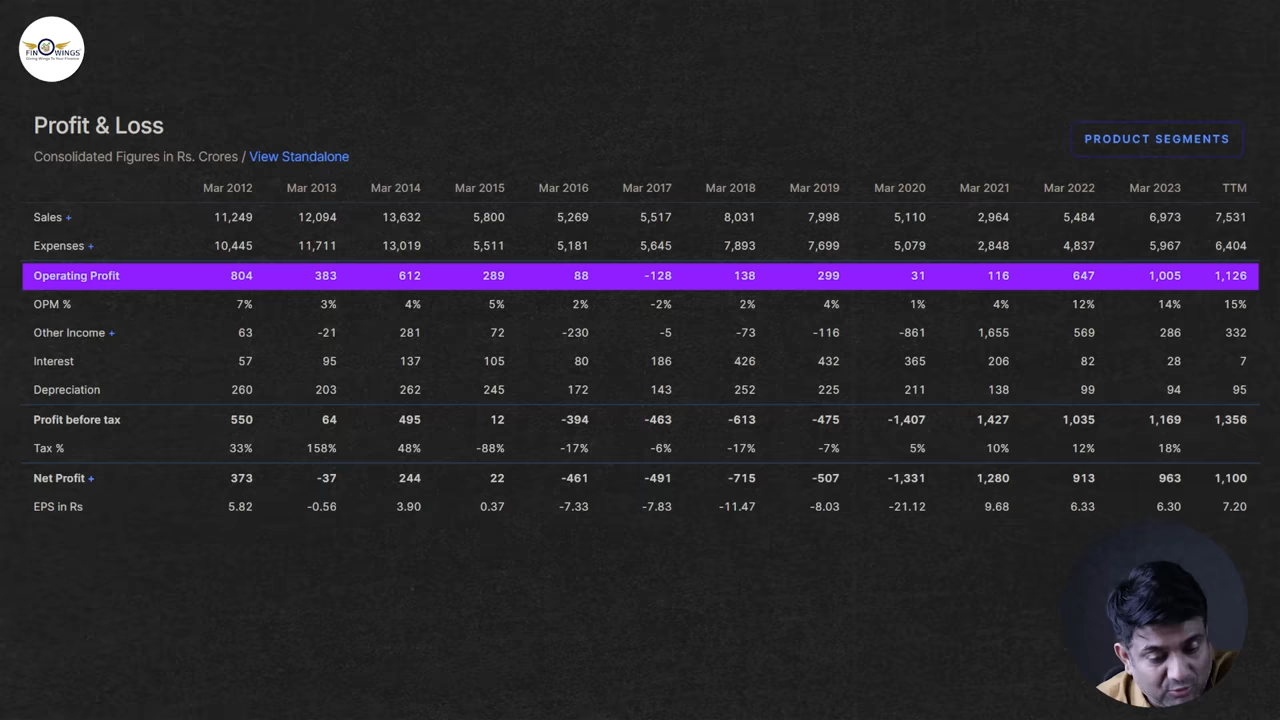 FINOWINGS
Giving Wings To Your Finance
Profit & Loss
PRODUCT SEGMENTS
Consolidated Figures in Rs. Crores / View Standalone
Mar 2012 Mar 2013 Mar 2014 Mar 2015 Mar 2016 Mar 2017 Mar 2018 Mar 2019 Mar 2020 Mar 2021 Mar 2022 Mar 2023 TTM
Sales + 11,249 12,094 13,632 5,800 5,269 5,517 8,031 7,998 5,110 2,964 5,484 6,973 7,531
Expenses + 10,445 11,711 13,019 5,511 5,181 5,645 7,893 7,699 5,079 2,848 4,837 5,967 6,404
Operating Profit 804 383 612 289 88 -128 138 299 31 116 647 1,005 1,126
OPM % 7% 3% 4% 5% 2% -2% 2% 4% 1% 4% 12% 14% 15%
Other Income + 63 -21 281 72 -230 -5 -73 -116 -861 1,655 569 286 332
Interest 57 95 137 105 80 186 426 432 365 206 82 28 7
Depreciation 260 203 262 245 172 143 252 225 211 138 99 94 95
Profit before tax 550 64 495 12 -394 -463 -613 -475 -1,407 1,427 1,035 1,169 1,356
Tax % 33% 158% 48% -88% -17% -6% -17% -7% 5% 10% 12% 18%
Net Profit + 373 -37 244 22 -461 -491 -715 -507 -1,331 1,280 913 963 1,100
EPS in Rs 5.82 -0.56 3.90 0.37 -7.33 -7.83 -11.47 -8.03 -21.12 9.68 6.33 6.30 7.20